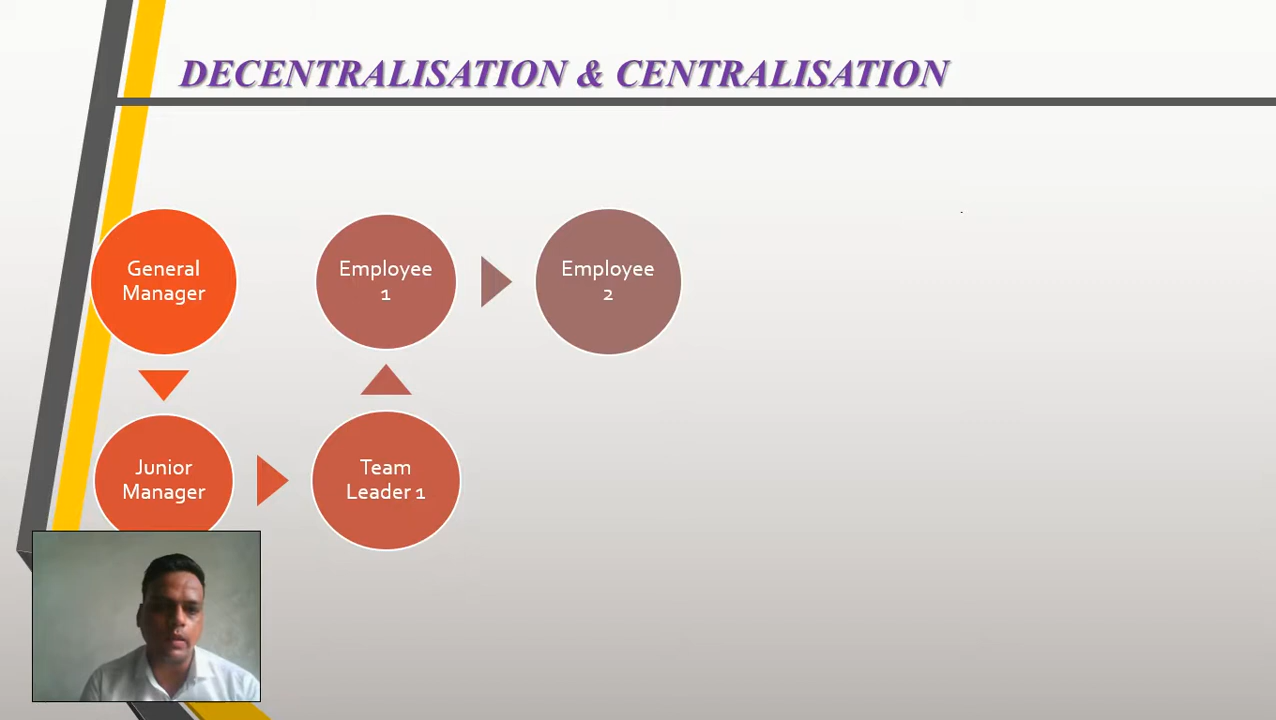 DECENTRALISATION & CENTRALISATION
General
Manager
Employee
1
Employee
2
Junior
Manager
Team
Leader 1